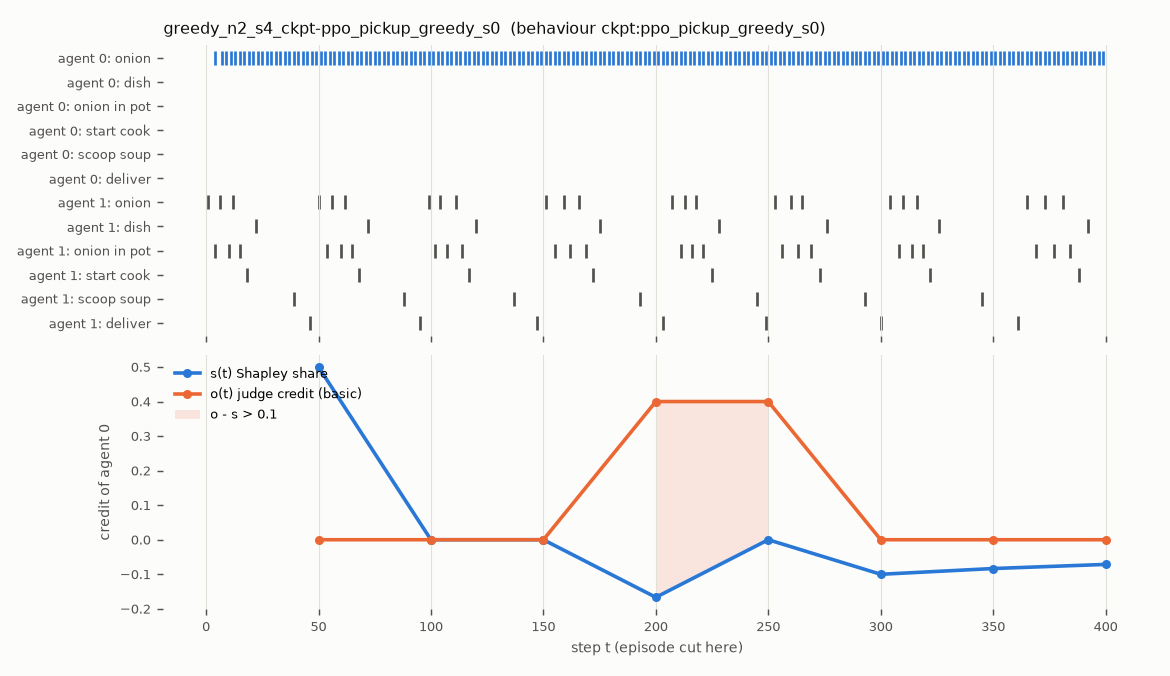 greedy_n2_s4_ckpt-ppo_pickup_greedy_s0  (behaviour ckpt:ppo_pickup_greedy_s0)
agent 0: onion
agent 0: dish
agent 0: onion in pot
agent 0: start cook
agent 0: scoop soup
agent 0: deliver
agent 1: onion
agent 1: dish
agent 1: onion in pot
agent 1: start cook
agent 1: scoop soup
agent 1: deliver
s(t) Shapley share
o(t) judge credit (basic)
o - s > 0.1
credit of agent 0
0.5
0.4
0.3
0.2
0.1
0.0
−0.1
−0.2
0 50 100 150 200 250 300 350 400
step t (episode cut here)